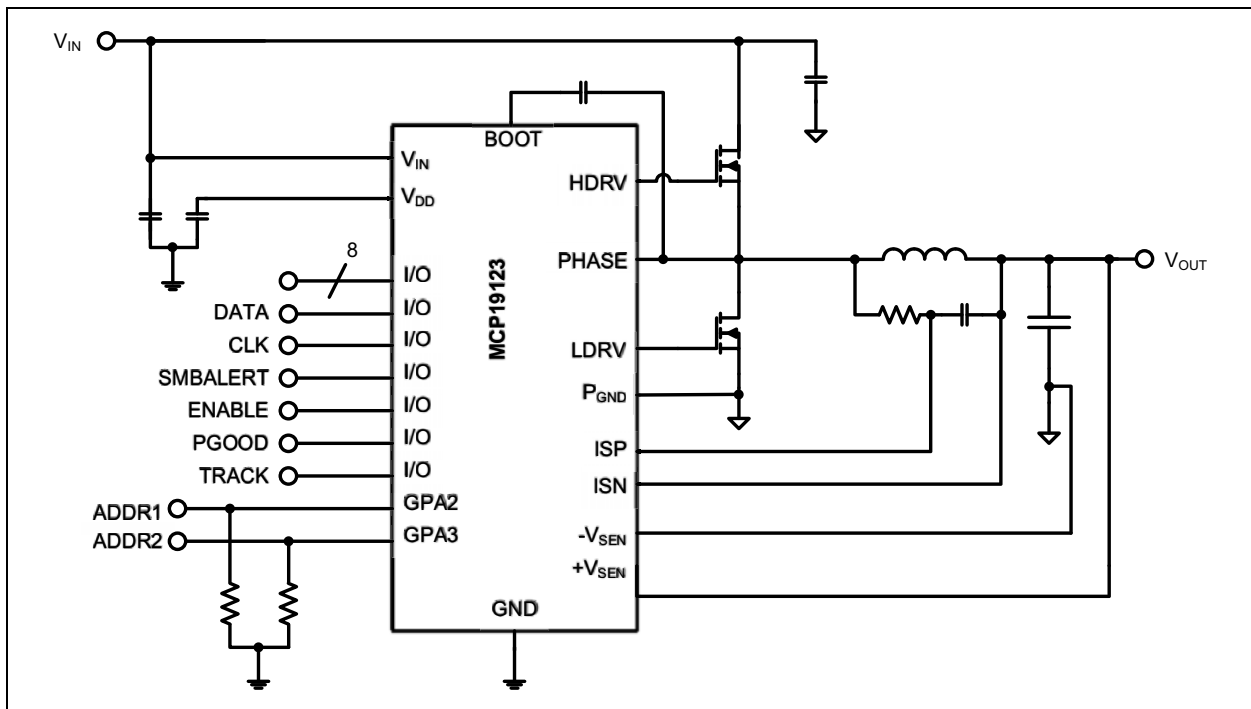 VIN
BOOT
VIN
VDD
HDRV
8
I/O
PHASE
VOUT
DATA
I/O
MCP19123
CLK
I/O
LDRV
SMBALERT
I/O
PGND
ENABLE
I/O
PGOOD
I/O
ISP
TRACK
I/O
ISN
ADDR1
GPA2
ADDR2
GPA3
-VSEN
+VSEN
GND